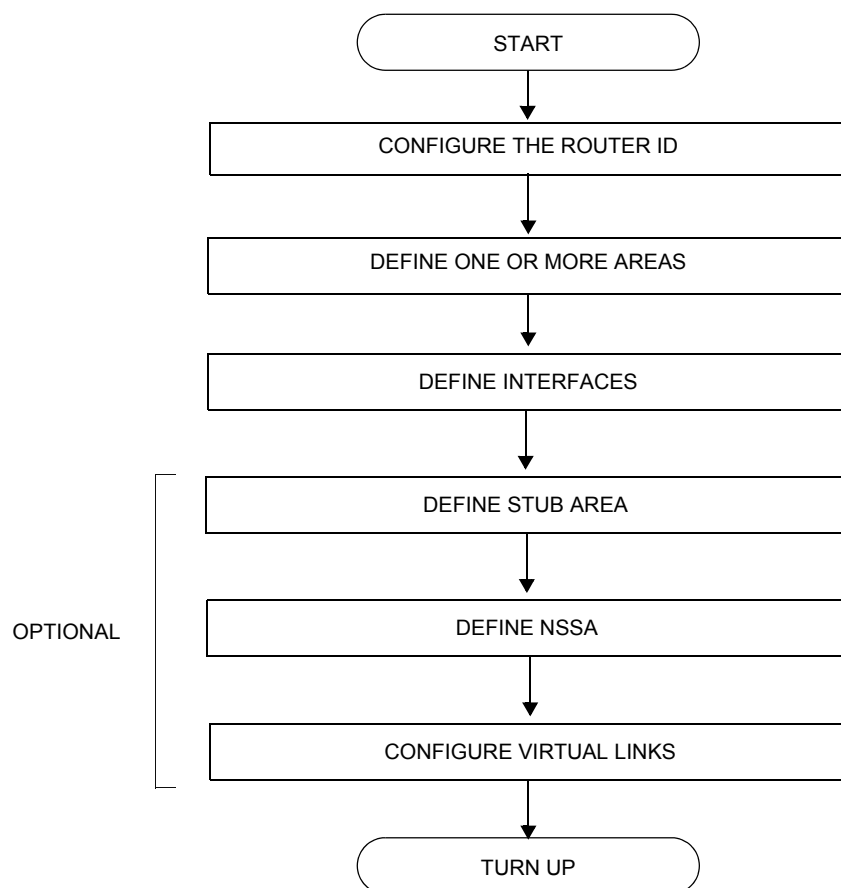 START
CONFIGURE THE ROUTER ID
DEFINE ONE OR MORE AREAS
DEFINE INTERFACES
DEFINE STUB AREA
OPTIONAL
DEFINE NSSA
CONFIGURE VIRTUAL LINKS
TURN UP